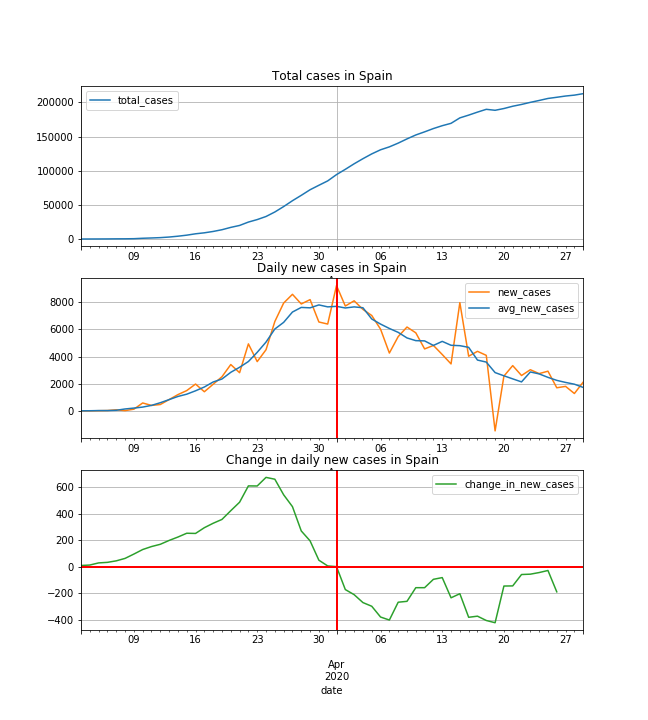 Total cases in Spain
total_cases
200000
150000
100000
50000
0
09 16 23 30 06 13 20 27
Daily new cases in Spain
new_cases
avg_new_cases
8000
6000
4000
2000
0
09 16 23 30 06 13 20 27
Change in daily new cases in Spain
change_in_new_cases
600
400
200
0
−200
−400
09 16 23 30 06 13 20 27
Apr
2020
date